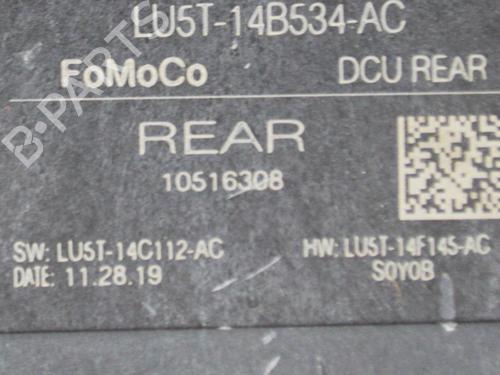 LU5T-14B534-AC
FoMoCo DCU REAR
REAR
10516308
SW: LU5T-14C112-AC HW: LU5T-14F145-AC
DATE: 11.28.19 S0Y0B
B-PARTS